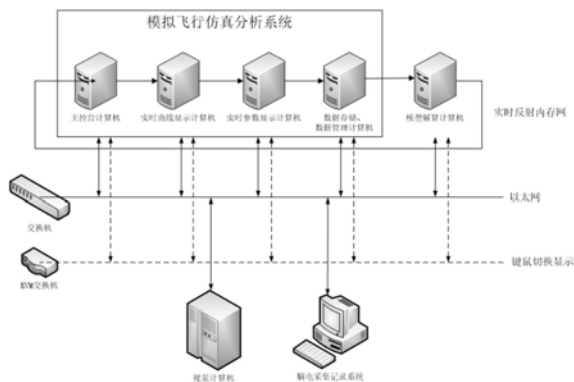 模拟飞行仿真分析系统
主控台计算机
实时曲线显示计算机
实时参数显示计算机
数据存储、
数据管理计算机
模型解算计算机
实时反射内存网
以太网
交换机
键鼠切换显示
KVM交换机
视景计算机
脑电采集记录系统